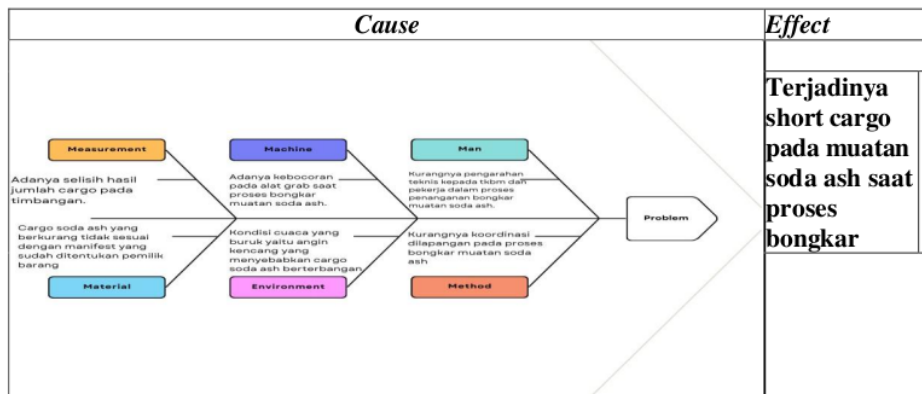 Cause
Effect
Measurement
Adanya selisih hasil
jumlah cargo pada
timbangan.
Machine
Adanya kebocoran
pada alat grab saat
proses bongkar
muatan soda ash.
Man
Kurangnya pengarahan
teknis kepada tkbm dan
pekerja dalam proses
penanganan bongkar
muatan soda ash.
Cargo soda ash yang
berkurang tidak sesuai
dengan manifest yang
sudah ditentukan pemilik
barang
Material
Kondisi cuaca yang
buruk yaitu angin
kencang yang
menyebabkan cargo
soda ash berterbangan
Environment
Kurangnya koordinasi
dilapangan pada proses
bongkar muatan soda
ash
Method
Problem
Terjadinya
short cargo
pada muatan
soda ash saat
proses
bongkar